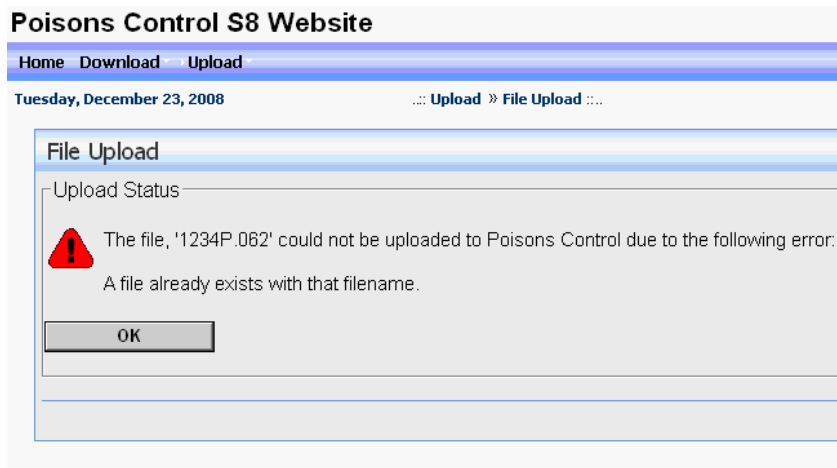 Poisons Control S8 Website
Home Download Upload
Tuesday, December 23, 2008 ..:: Upload » File Upload ::..
File Upload
Upload Status
The file, '1234P.062' could not be uploaded to Poisons Control due to the following error:
A file already exists with that filename.
OK